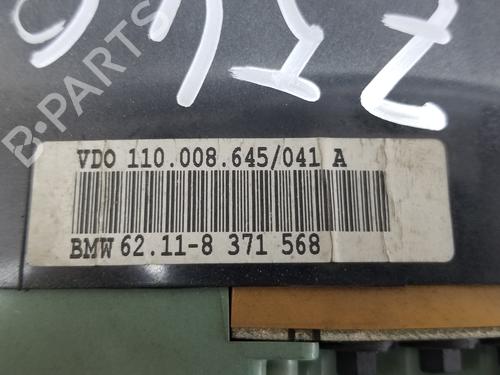 B-PARTS
VDO 110.008.645/041 A
BMW 62.11-8 371 568